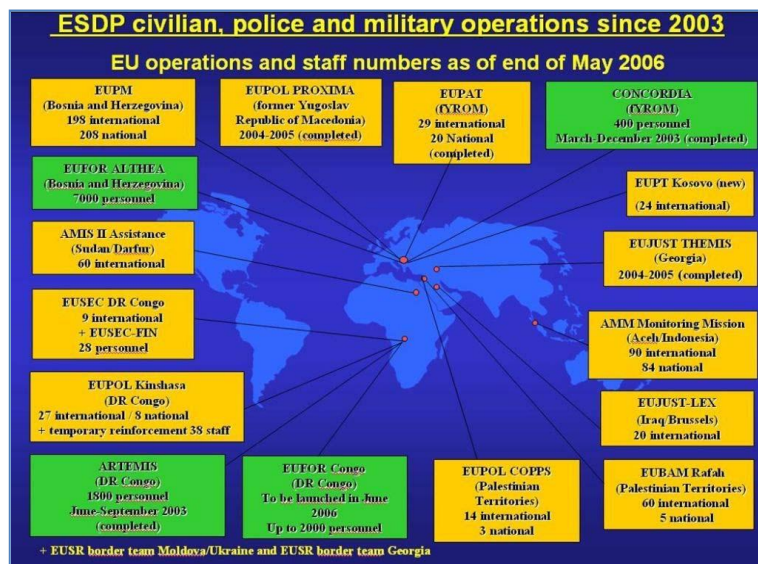 ESDP civilian, police and military operations since 2003
EU operations and staff numbers as of end of May 2006
EUPM
(Bosnia and Herzegovina)
198 international
208 national
EUPOL PROXIMA
(former Yugoslav
Republic of Macedonia)
2004-2005 (completed)
EUPAT
(fYROM)
29 international
20 National
(completed)
CONCORDIA
(fYROM)
400 personnel
March-December 2003 (completed)
EUFOR ALTHEA
(Bosnia and Herzegovina)
7000 personnel
EUPT Kosovo (new)
(24 international)
AMIS II Assistance
(Sudan/Darfur)
60 international
EUJUST THEMIS
(Georgia)
2004-2005 (completed)
EUSEC DR Congo
9 international
+ EUSEC-FIN
28 personnel
AMM Monitoring Mission
(Aceh/Indonesia)
90 international
84 national
EUPOL Kinshasa
(DR Congo)
27 international / 8 national
+ temporary reinforcement 38 staff
EUJUST-LEX
(Iraq/Brussels)
20 international
ARTEMIS
(DR Congo)
1800 personnel
June-September 2003
(completed)
EUFOR Congo
(DR Congo)
To be launched in June
2006
Up to 2000 personnel
EUPOL COPPS
(Palestinian
Territories)
14 international
3 national
EUBAM Rafah
(Palestinian Territories)
60 international
5 national
+ EUSR border team Moldova/Ukraine and EUSR border team Georgia